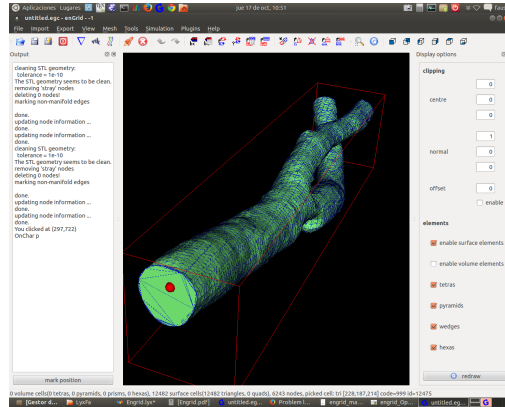 Aplicaciones Lugares
jue 17 de oct, 10:51
untitled.egc - enGrid --1
File Import Export View Mesh Tools Simulation Plugins Help
Output
cleaning STL geometry:
tolerance = 1e-10
The STL geometry seems to be clean.
removing 'stray' nodes
deleting 0 nodes!
marking non-manifold edges
done.
updating node information ...
done.
updating node information ...
done.
cleaning STL geometry:
tolerance = 1e-10
The STL geometry seems to be clean.
removing 'stray' nodes
deleting 0 nodes!
marking non-manifold edges
done.
updating node information ...
done.
updating node information ...
done.
You clicked at (297,722)
OnChar p
mark position
Display options
clipping
0
centre 0
0
1
normal 0
0
offset 0
enable
elements
enable surface elements
enable volume elements
tetras
pyramids
wedges
hexas
redraw
0 volume cells(0 tetras, 0 pyramids, 0 prisms, 0 hexas), 12482 surface cells(12482 triangles, 0 quads), 6243 nodes, picked cell: tri [228,187,214] code=999 id=12475
[Gestor d... LyxFa Engrid.lyx* [Engrid.pdf] untitled.eg... Problem l... engrid_ma... engrid_Op... untitled.eg...